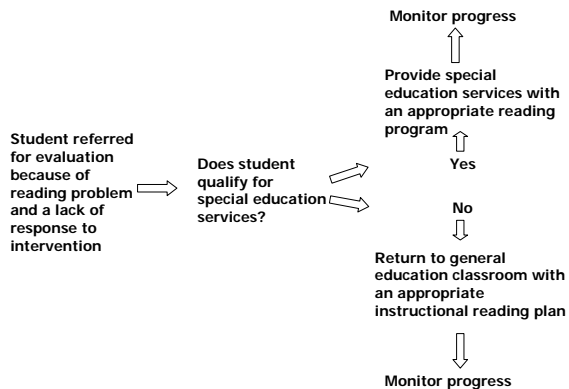 Monitor progress
Provide special
education services with
an appropriate reading
program
Student referred
for evaluation
because of
reading problem
and a lack of
response to
intervention
Does student
qualify for
special education
services?
Yes
No
Return to general
education classroom with
an appropriate
instructional reading plan
Monitor progress